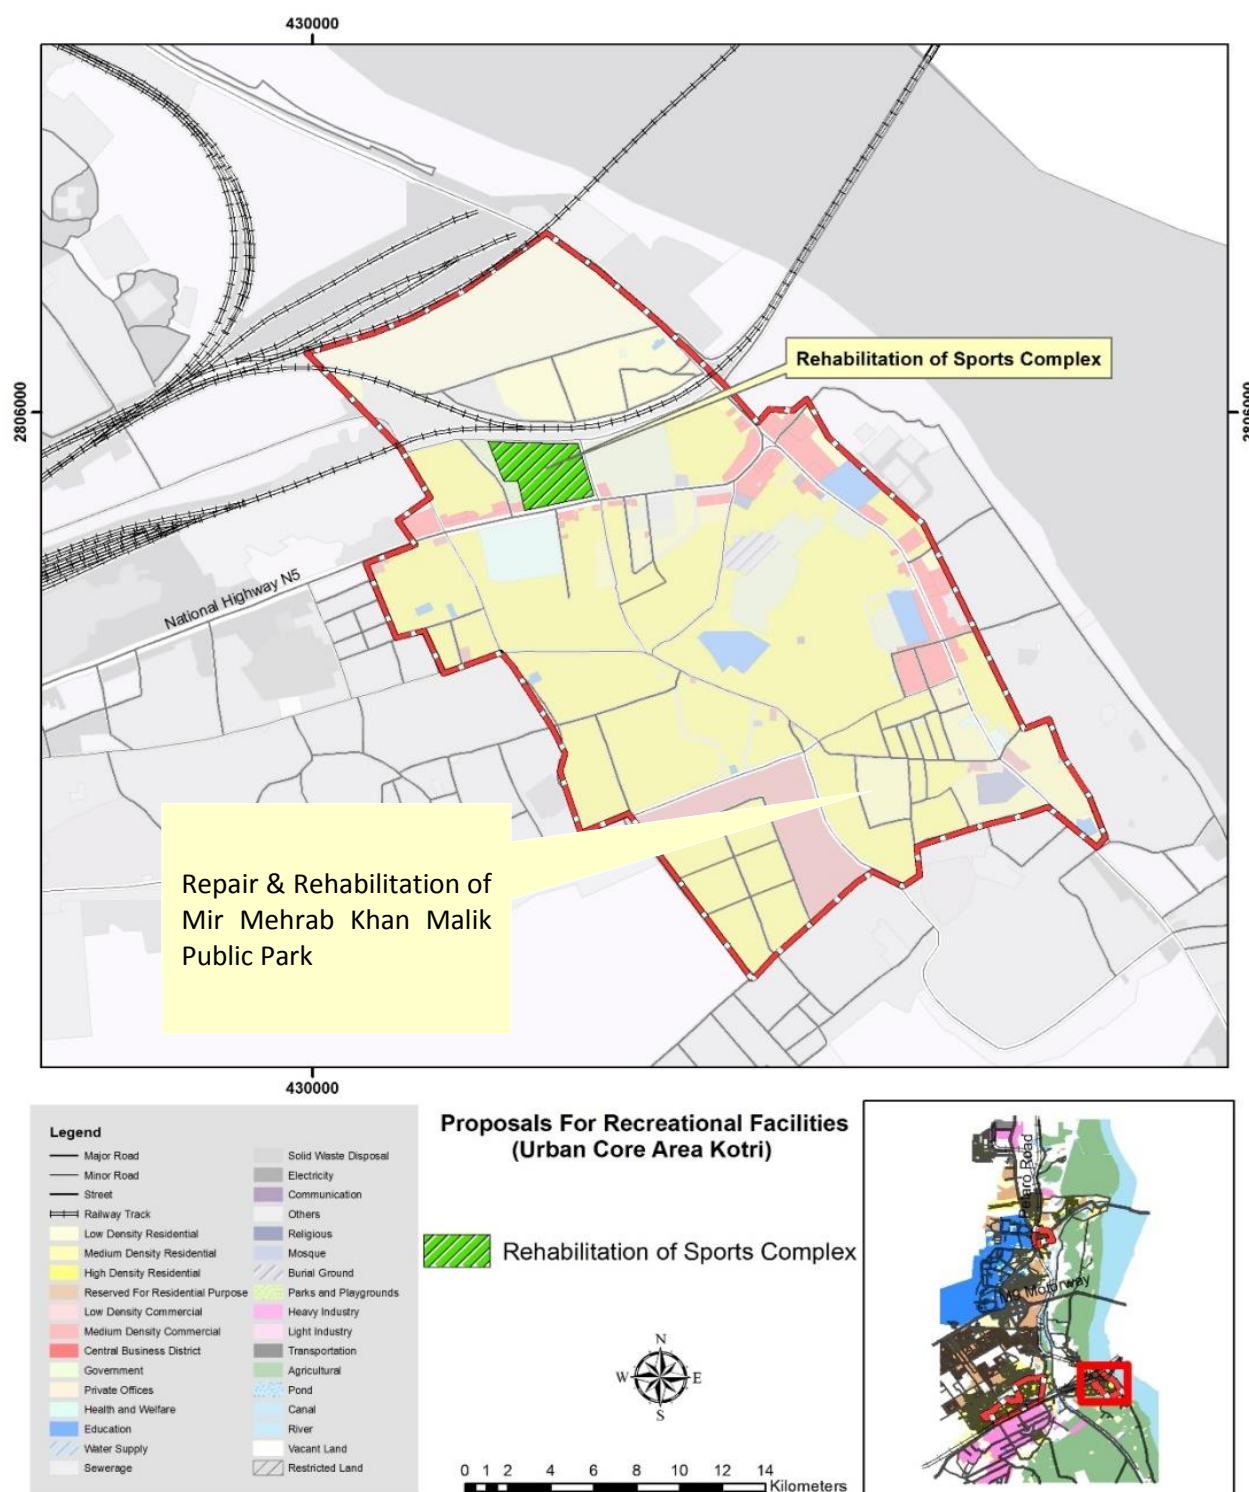 430000
2806000
2806000
Rehabilitation of Sports Complex
National Highway N5
Repair & Rehabilitation of
Mir Mehrab Khan Malik
Public Park
430000
Legend
Major Road
Minor Road
Street
Railway Track
Low Density Residential
Medium Density Residential
High Density Residential
Reserved For Residential Purpose
Low Density Commercial
Medium Density Commercial
Central Business District
Government
Private Offices
Health and Welfare
Education
Water Supply
Sewerage
Solid Waste Disposal
Electricity
Communication
Others
Religious
Mosque
Burial Ground
Parks and Playgrounds
Heavy Industry
Light Industry
Transportation
Agricultural
Pond
Canal
River
Vacant Land
Restricted Land
Proposals For Recreational Facilities
(Urban Core Area Kotri)
Rehabilitation of Sports Complex
N
W E
S
0 1 2 4 6 8 10 12 14
Kilometers
Petaro Road
M9 Motorway